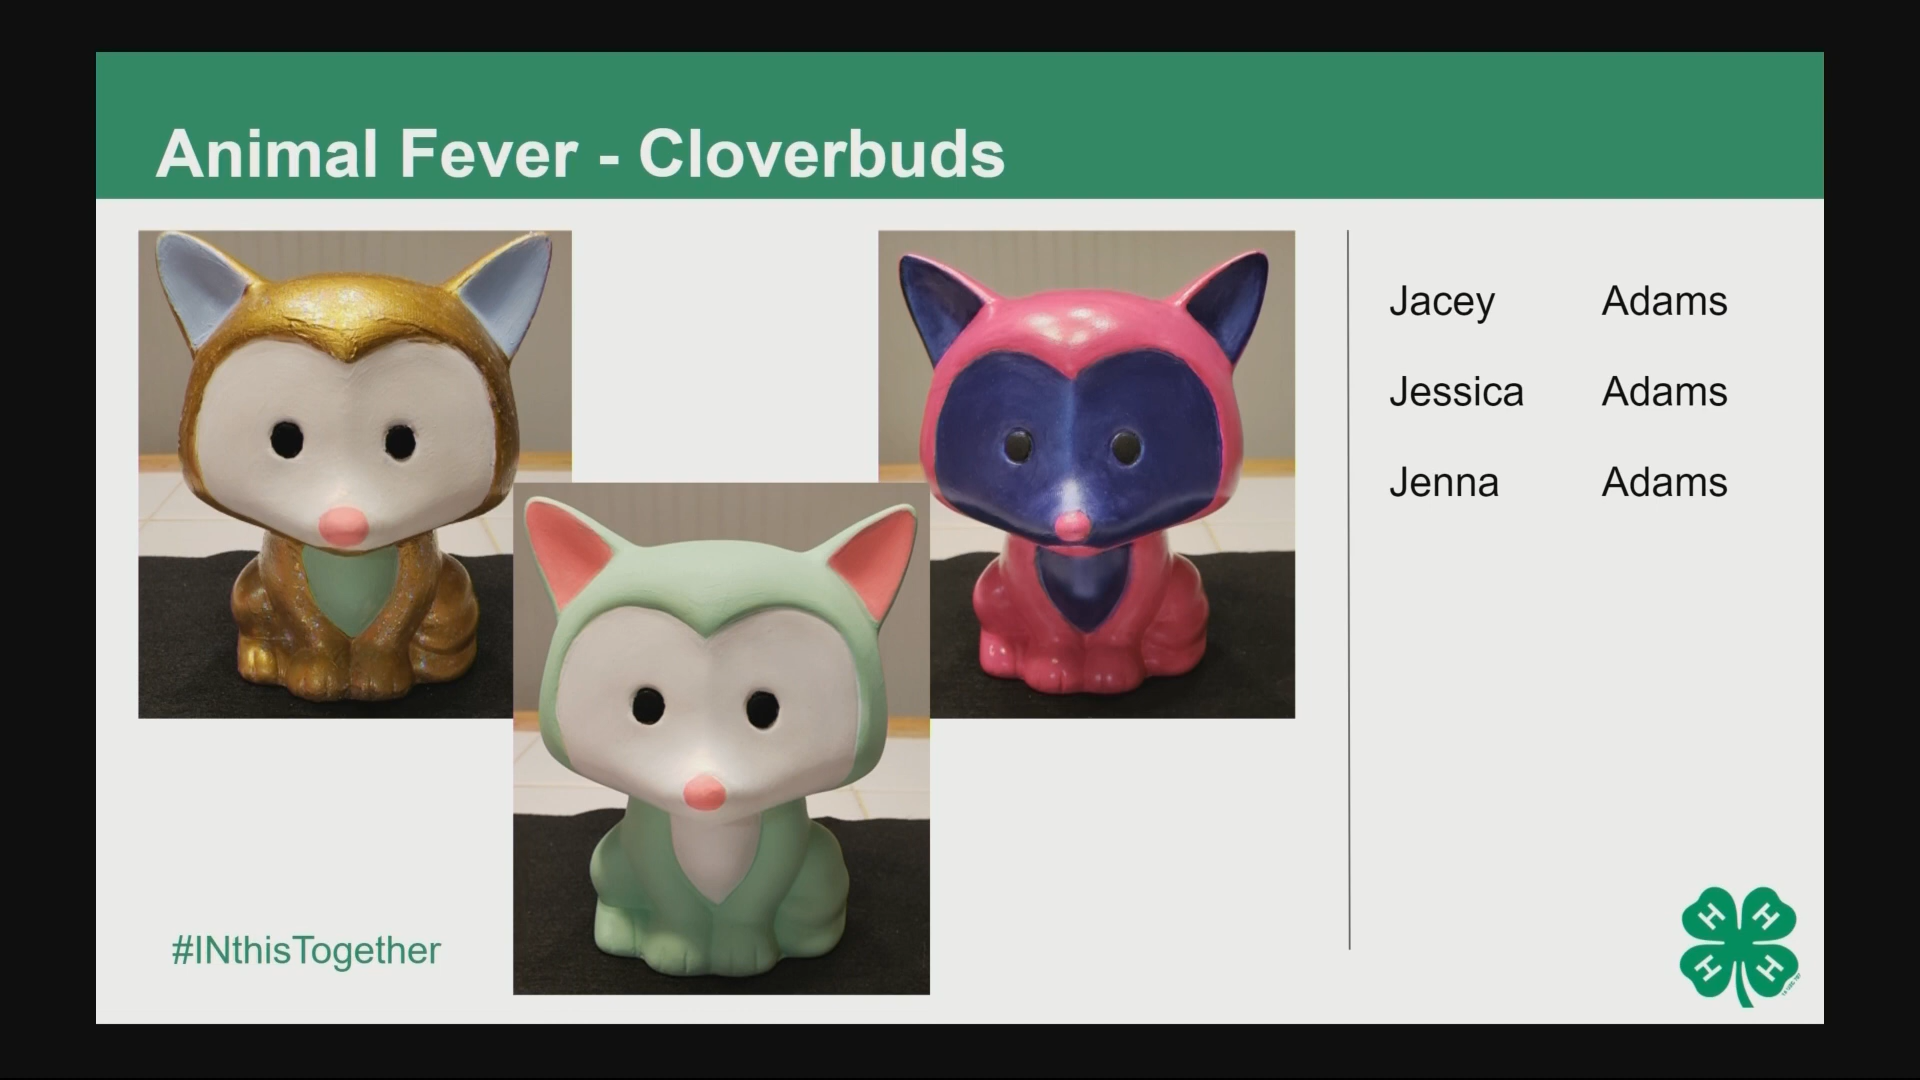 Animal Fever - Cloverbuds
Jacey Adams
Jessica Adams
Jenna Adams
#INthisTogether
H H
H H